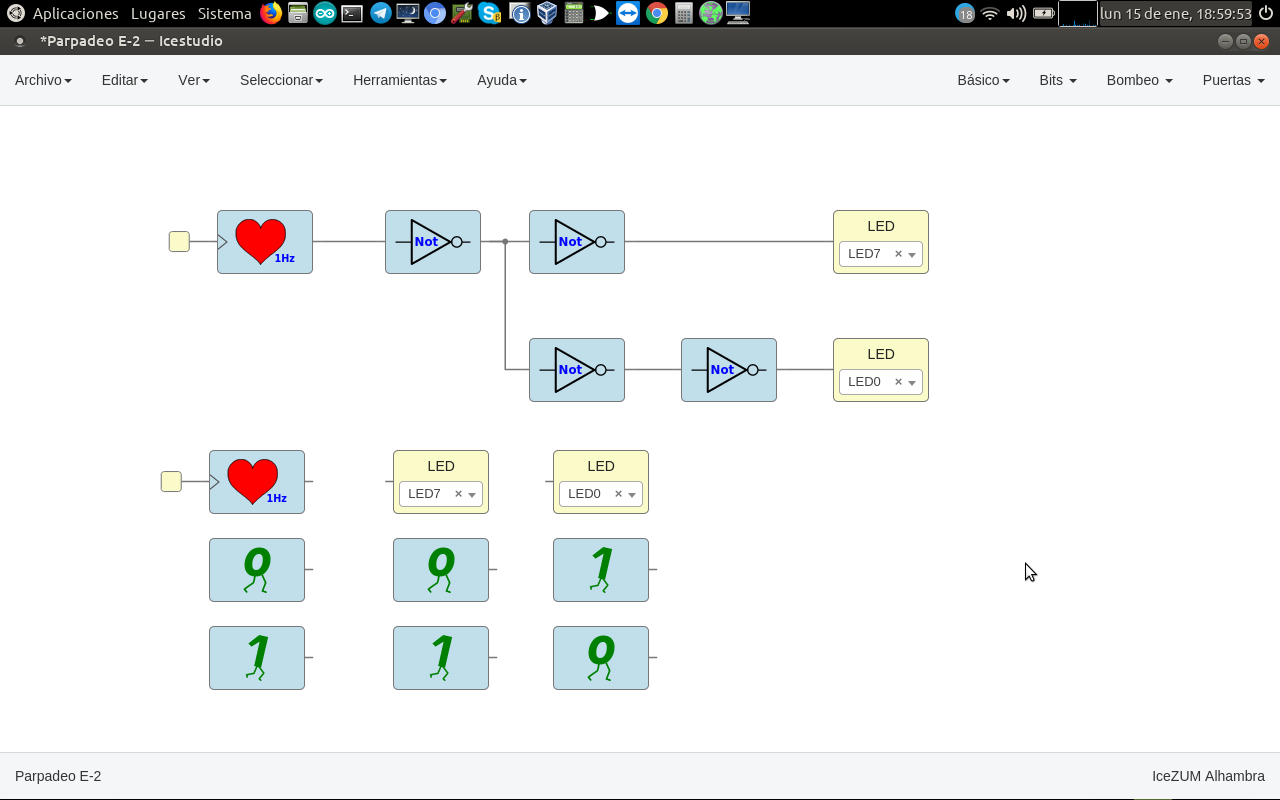 Aplicaciones Lugares Sistema
18
lun 15 de ene, 18:59:53
*Parpadeo E-2 — Icestudio
Archivo Editar Ver Seleccionar Herramientas Ayuda Básico Bits Bombeo Puertas
1Hz
Not
Not
LED
LED7 ×
Not
Not
LED
LED0 ×
1Hz
LED
LED7 ×
LED
LED0 ×
0 0 1
1 1 0
Parpadeo E-2
IceZUM Alhambra